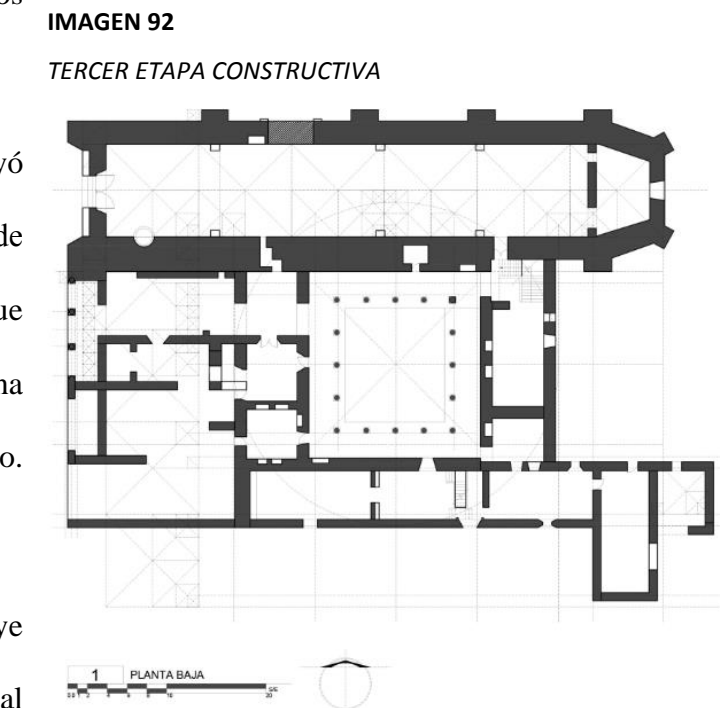 IMAGEN 92
TERCER ETAPA CONSTRUCTIVA
yó
de
ue
na
o.
ye
al
1 PLANTA BAJA